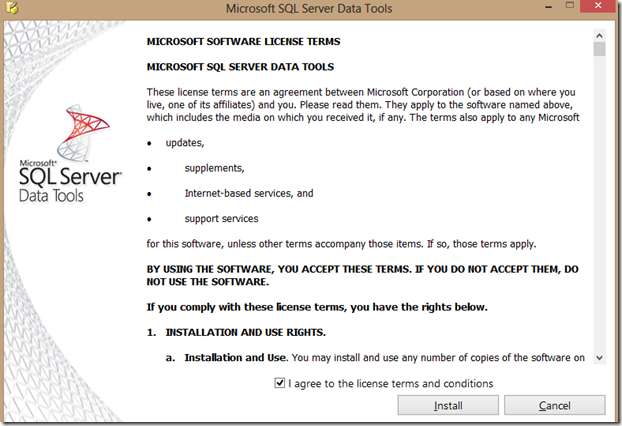 Microsoft SQL Server Data Tools
Microsoft®
SQL Server®
Data Tools
MICROSOFT SOFTWARE LICENSE TERMS
MICROSOFT SQL SERVER DATA TOOLS
These license terms are an agreement between Microsoft Corporation (or based on where you
live, one of its affiliates) and you. Please read them. They apply to the software named above,
which includes the media on which you received it, if any. The terms also apply to any Microsoft
• updates,
• supplements,
• Internet-based services, and
• support services
for this software, unless other terms accompany those items. If so, those terms apply.
BY USING THE SOFTWARE, YOU ACCEPT THESE TERMS. IF YOU DO NOT ACCEPT THEM, DO
NOT USE THE SOFTWARE.
If you comply with these license terms, you have the rights below.
1. INSTALLATION AND USE RIGHTS.
a. Installation and Use. You may install and use any number of copies of the software on
I agree to the license terms and conditions
Install
Cancel